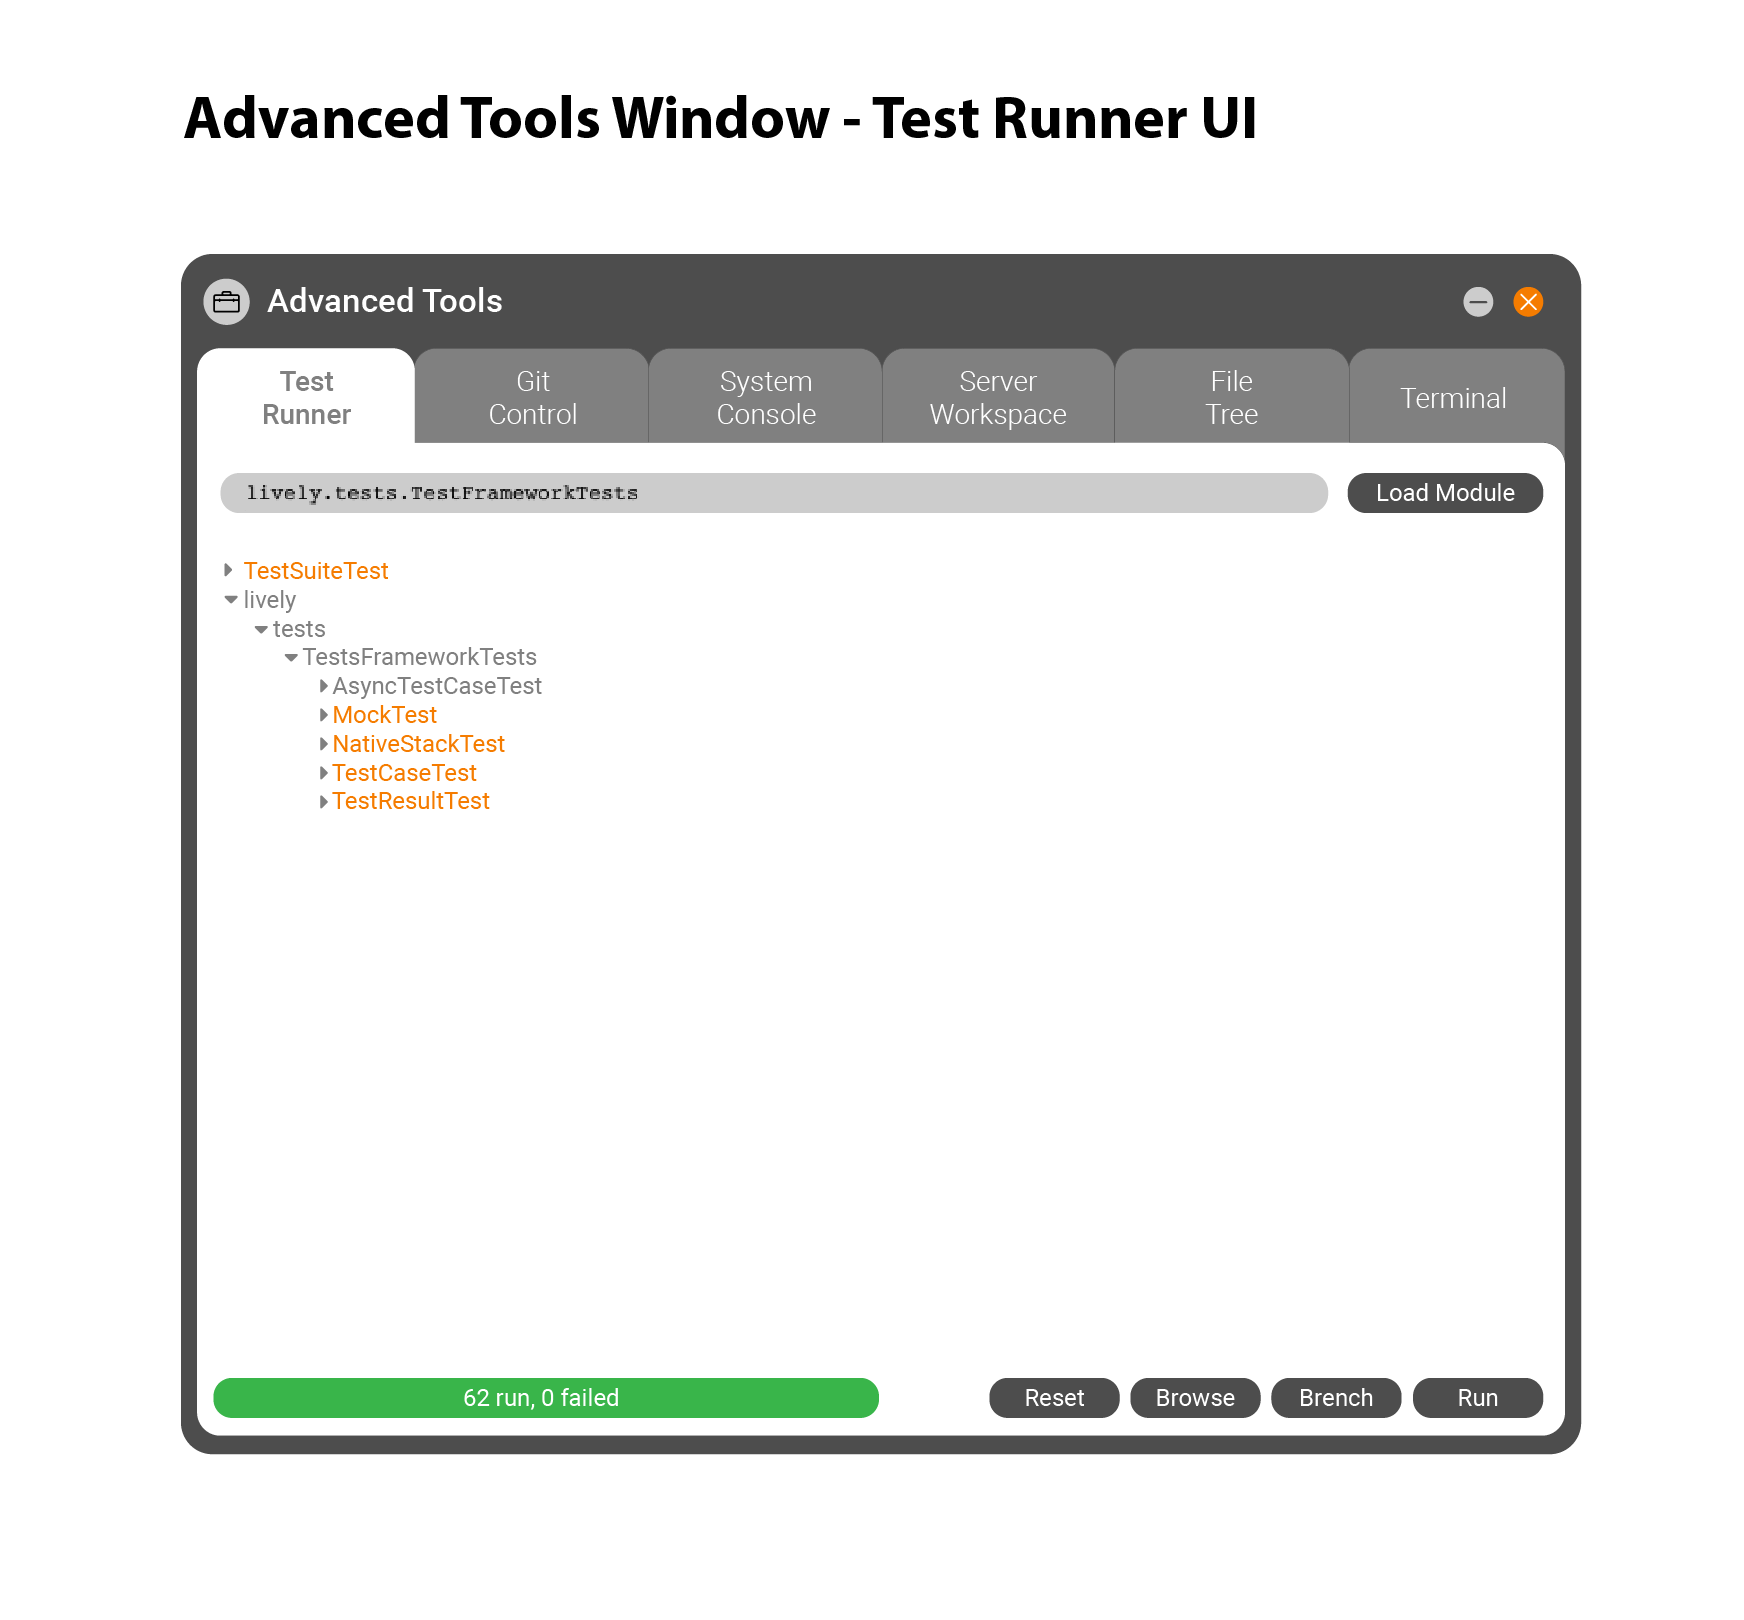 Advanced Tools Window - Test Runner UI
Advanced Tools
Test
Runner
Git
Control
System
Console
Server
Workspace
File
Tree
Terminal
lively.tests.TestFrameworkTests
Load Module
TestSuiteTest
lively
tests
TestsFrameworkTests
AsyncTestCaseTest
MockTest
NativeStackTest
TestCaseTest
TestResultTest
62 run, 0 failed
Reset
Browse
Brench
Run